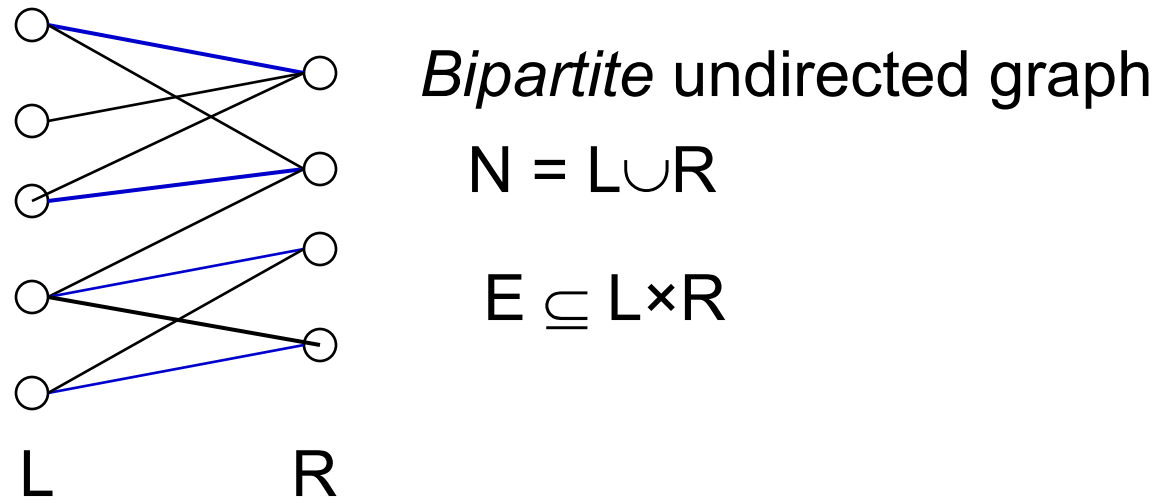 Bipartite undirected graph
N = L∪R
E ⊆ L×R
L R